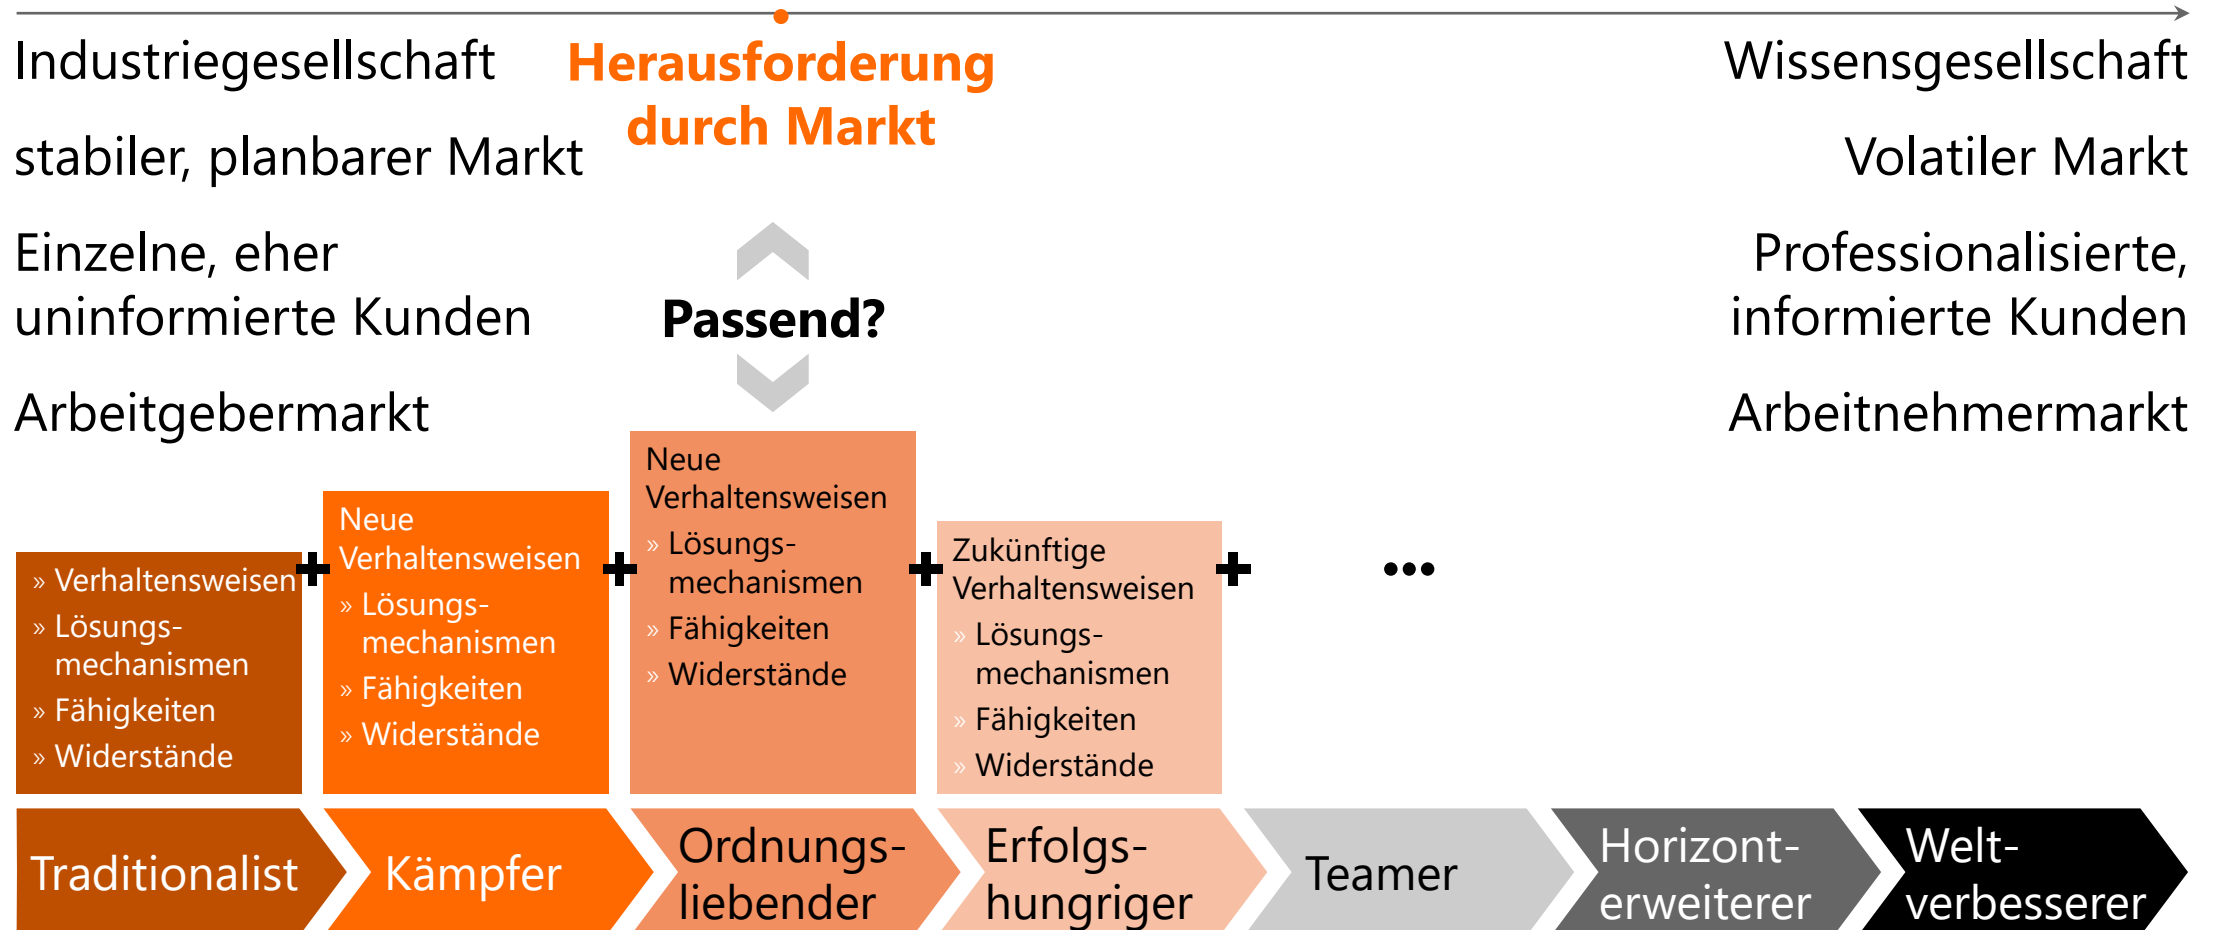 Industriegesellschaft
Herausforderung
durch Markt
Wissensgesellschaft
stabiler, planbarer Markt
Volatiler Markt
Einzelne, eher
uninformierte Kunden
Passend?
Professionalisierte,
informierte Kunden
Arbeitgebermarkt
Arbeitnehmermarkt
» Verhaltensweisen
» Lösungs-
mechanismen
» Fähigkeiten
» Widerstände
+
Neue
Verhaltensweisen
» Lösungs-
mechanismen
» Fähigkeiten
» Widerstände
+
Neue
Verhaltensweisen
» Lösungs-
mechanismen
» Fähigkeiten
» Widerstände
+
Zukünftige
Verhaltensweisen
» Lösungs-
mechanismen
» Fähigkeiten
» Widerstände
+
...
Traditionalist
Kämpfer
Ordnungs-
liebender
Erfolgs-
hungriger
Teamer
Horizont-
erweiterer
Welt-
verbesserer